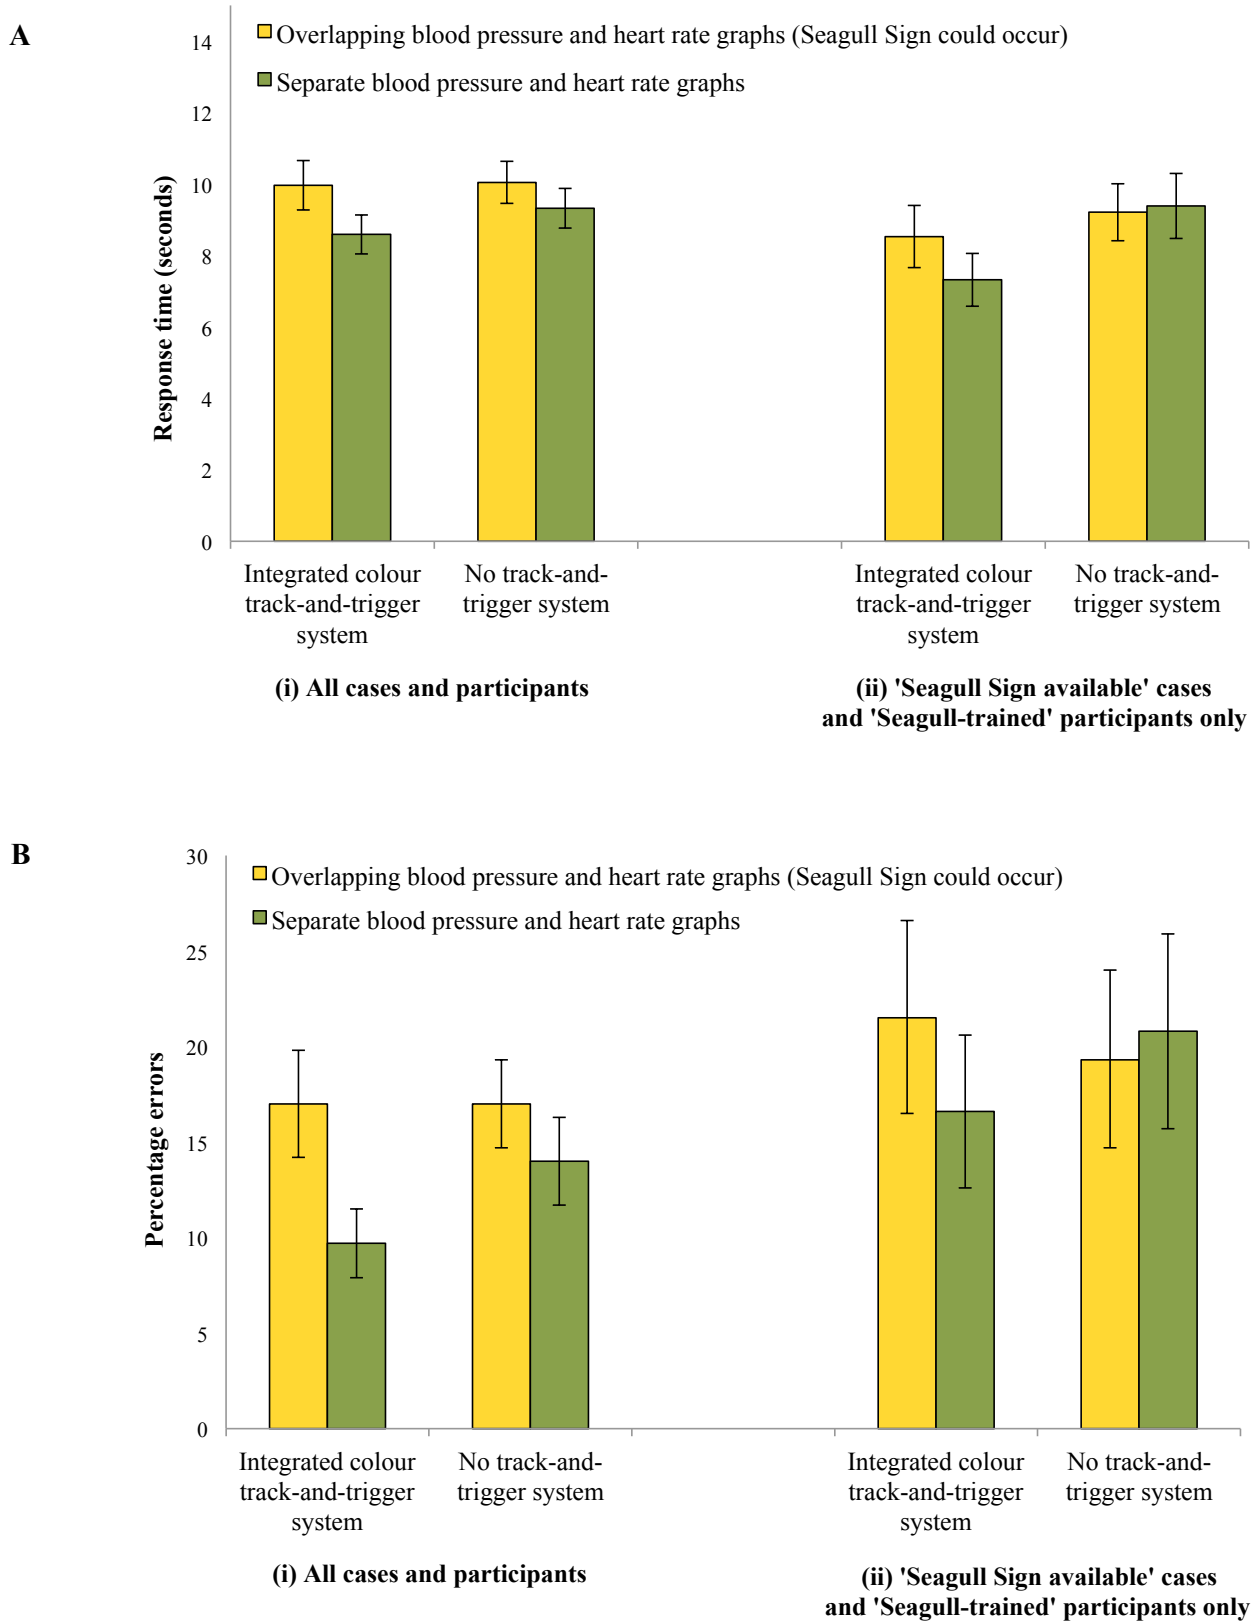 A
Overlapping blood pressure and heart rate graphs (Seagull Sign could occur)
Separate blood pressure and heart rate graphs
Response time (seconds)
14
12
10
8
6
4
2
0
Integrated colour
track-and-trigger
system
No track-and-
trigger system
Integrated colour
track-and-trigger
system
No track-and-
trigger system
(i) All cases and participants
(ii) 'Seagull Sign available' cases
and 'Seagull-trained' participants only
B
Overlapping blood pressure and heart rate graphs (Seagull Sign could occur)
Separate blood pressure and heart rate graphs
Percentage errors
30
25
20
15
10
5
0
Integrated colour
track-and-trigger
system
No track-and-
trigger system
Integrated colour
track-and-trigger
system
No track-and-
trigger system
(i) All cases and participants
(ii) 'Seagull Sign available' cases
and 'Seagull-trained' participants only